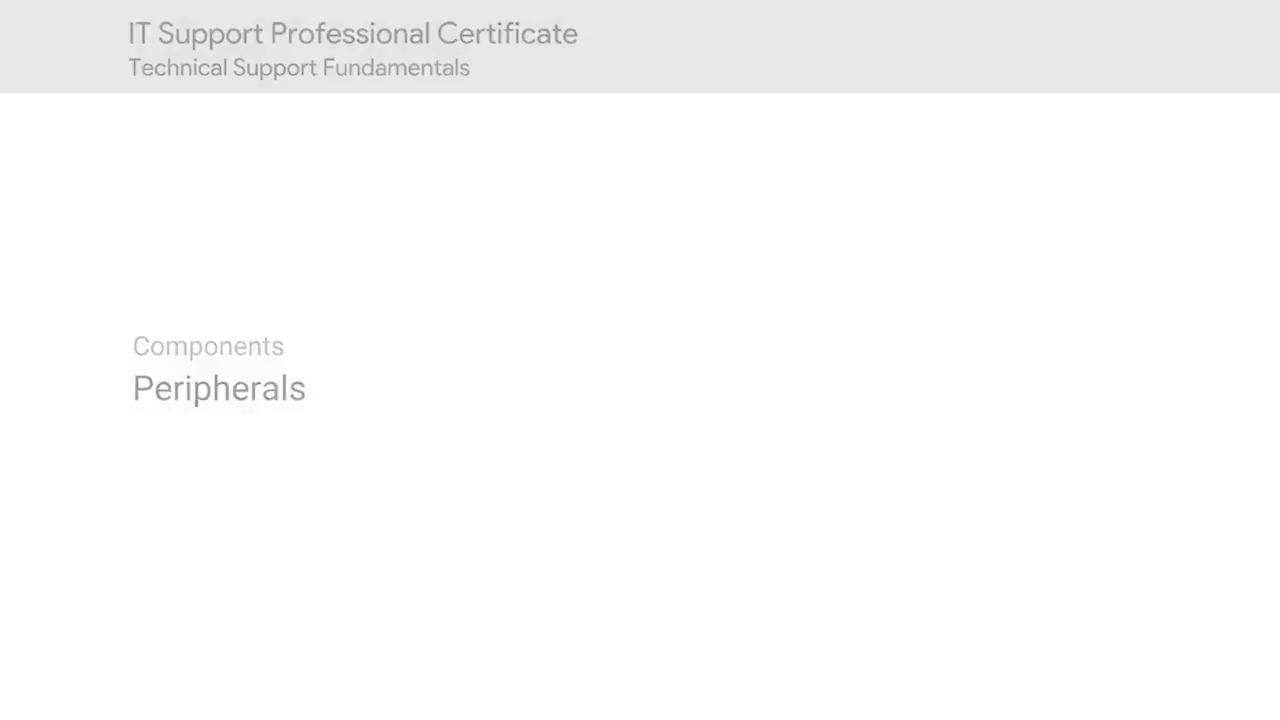 IT Support Professional Certificate
Technical Support Fundamentals
Components
Peripherals